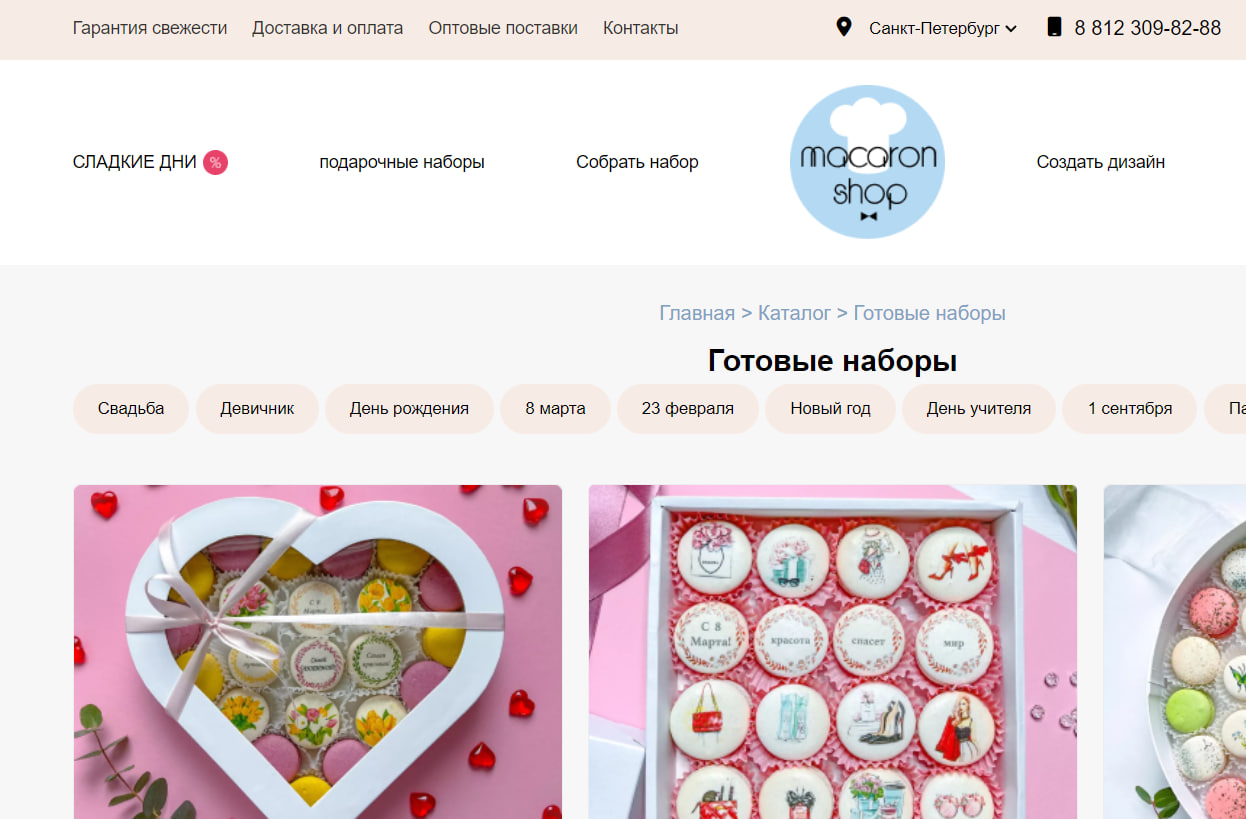 Гарантия свежести Доставка и оплата Оптовые поставки Контакты Санкт-Петербург 8 812 309-82-88
СЛАДКИЕ ДНИ % подарочные наборы Собрать набор
macaron
shop
Создать дизайн
Главная > Каталог > Готовые наборы
Готовые наборы
Свадьба Девичник День рождения 8 марта 23 февраля Новый год День учителя 1 сентября Па
С 8
Марта!
С 8
Марта!
красота
спасет
мир